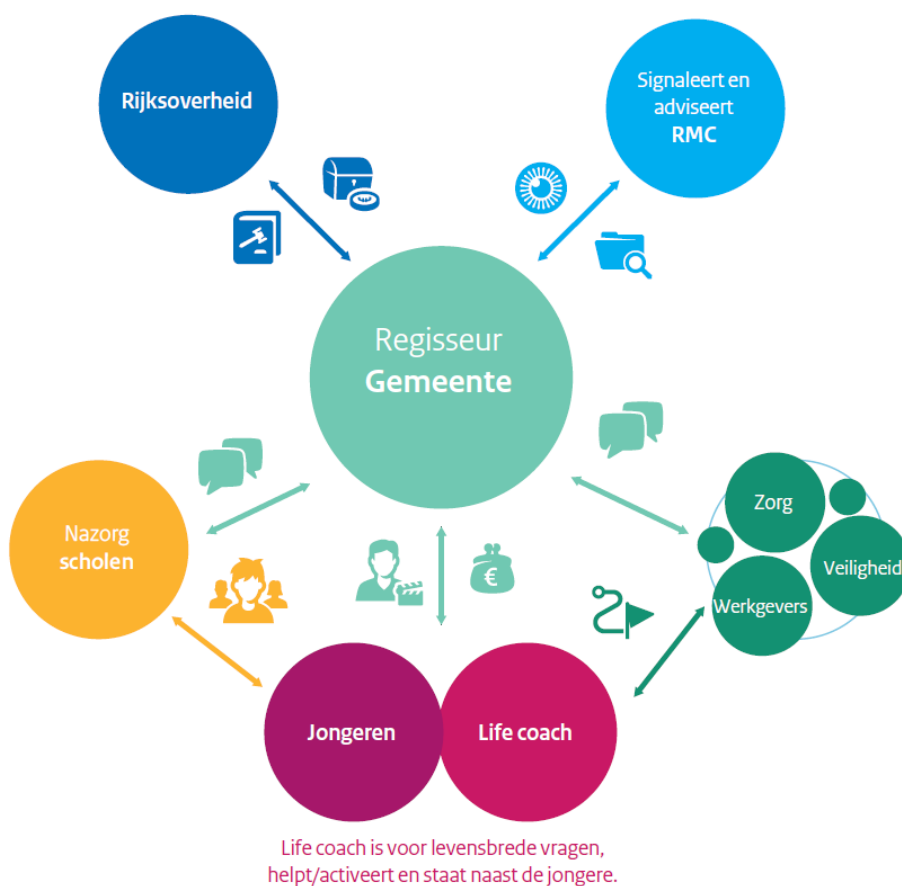 Rijksoverheid
Signaleert en
adviseert
RMC
Regisseur
Gemeente
Nazorg
scholen
Zorg
Veiligheid
Werkgevers
€
Jongeren
Life coach
Life coach is voor levensbrede vragen,
helpt/activeert en staat naast de jongere.